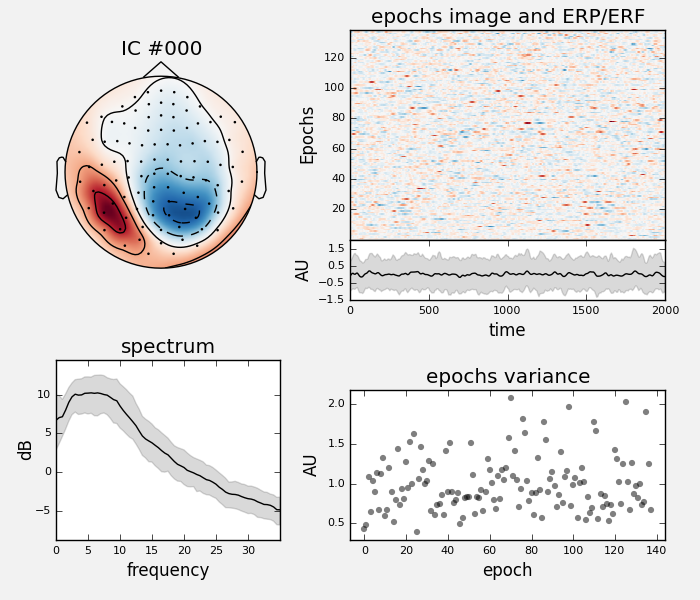 IC #000
epochs image and ERP/ERF
Epochs
120
100
80
60
40
20
AU
1.5
0.5
−0.5
−1.5
0 500 1000 1500 2000
time
spectrum
dB
10
5
0
−5
0 5 10 15 20 25 30
frequency
epochs variance
AU
2.0
1.5
1.0
0.5
0 20 40 60 80 100 120 140
epoch